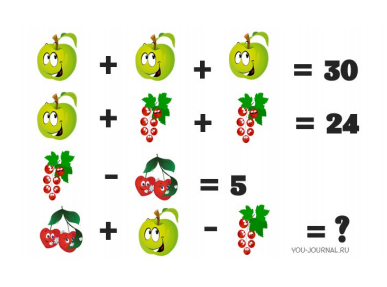 + + = 30
+ + = 24
- = 5
+ - = ?
YOU-JOURNAL.RU